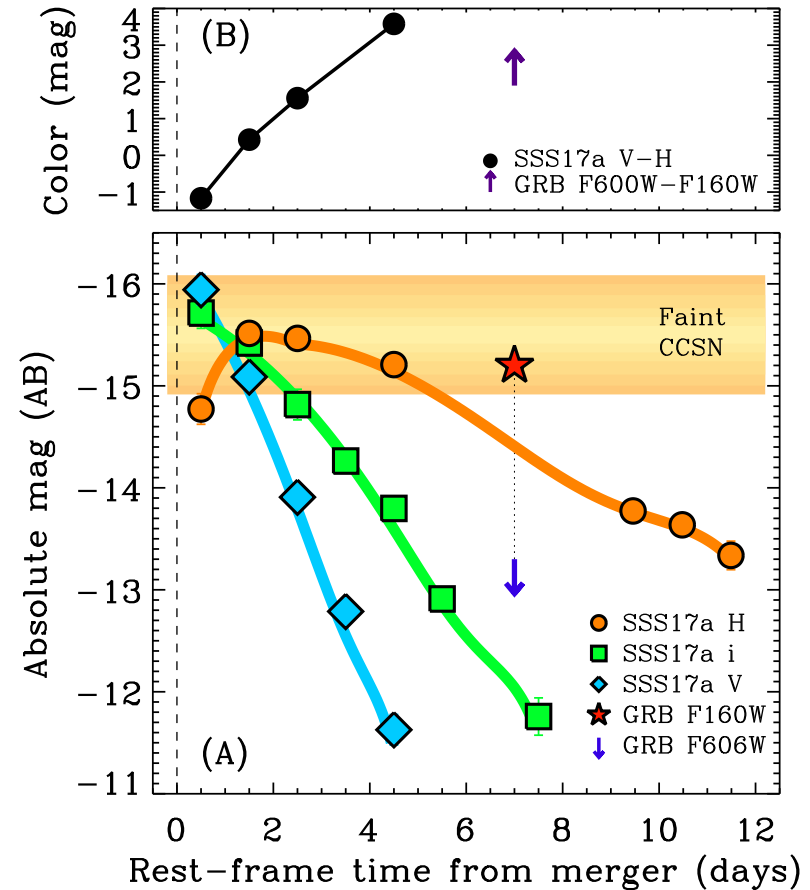 4
3
2
1
0
−1
Color (mag)
(B)
SSS17a V−H
GRB F600W−F160W
−16
−15
−14
−13
−12
−11
Absolute mag (AB)
Faint
CCSN
SSS17a H
SSS17a i
SSS17a V
GRB F160W
GRB F606W
(A)
0 2 4 6 8 10 12
Rest−frame time from merger (days)